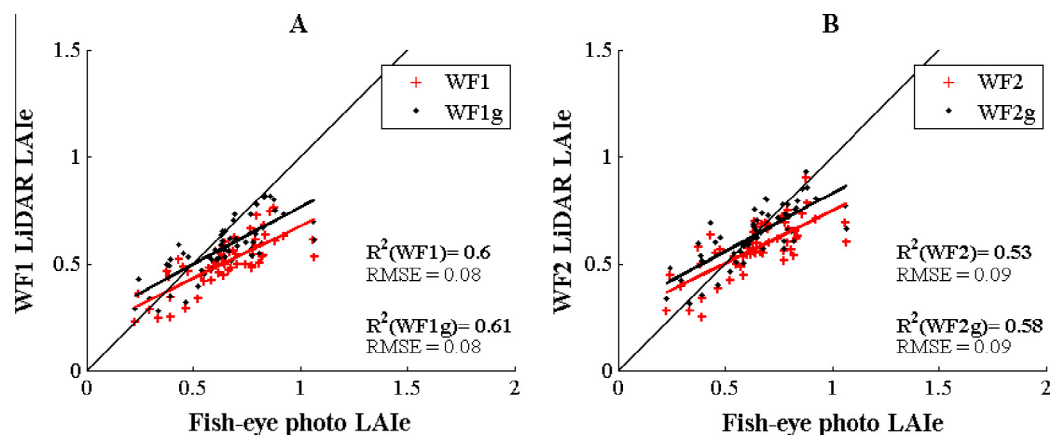 A
WF1 LiDAR LAIe
1.5
1
0.5
0
+ WF1
• WF1g
R²(WF1)= 0.6
RMSE = 0.08
R²(WF1g)= 0.61
RMSE = 0.08
0 0.5 1 1.5 2
Fish-eye photo LAIe
B
WF2 LiDAR LAIe
1.5
1
0.5
0
+ WF2
• WF2g
R²(WF2)= 0.53
RMSE = 0.09
R²(WF2g)= 0.58
RMSE = 0.09
0 0.5 1 1.5 2
Fish-eye photo LAIe